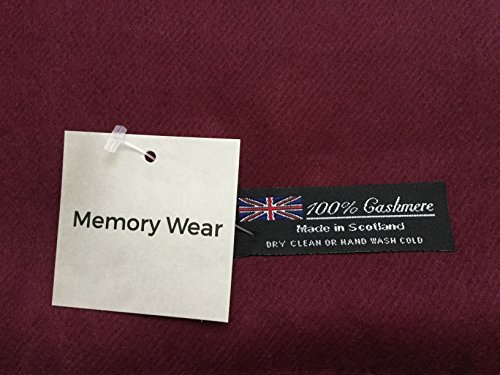 Memory Wear
100% Cashmere
Made in Scotland
DRY CLEAN OR HAND WASH COLD